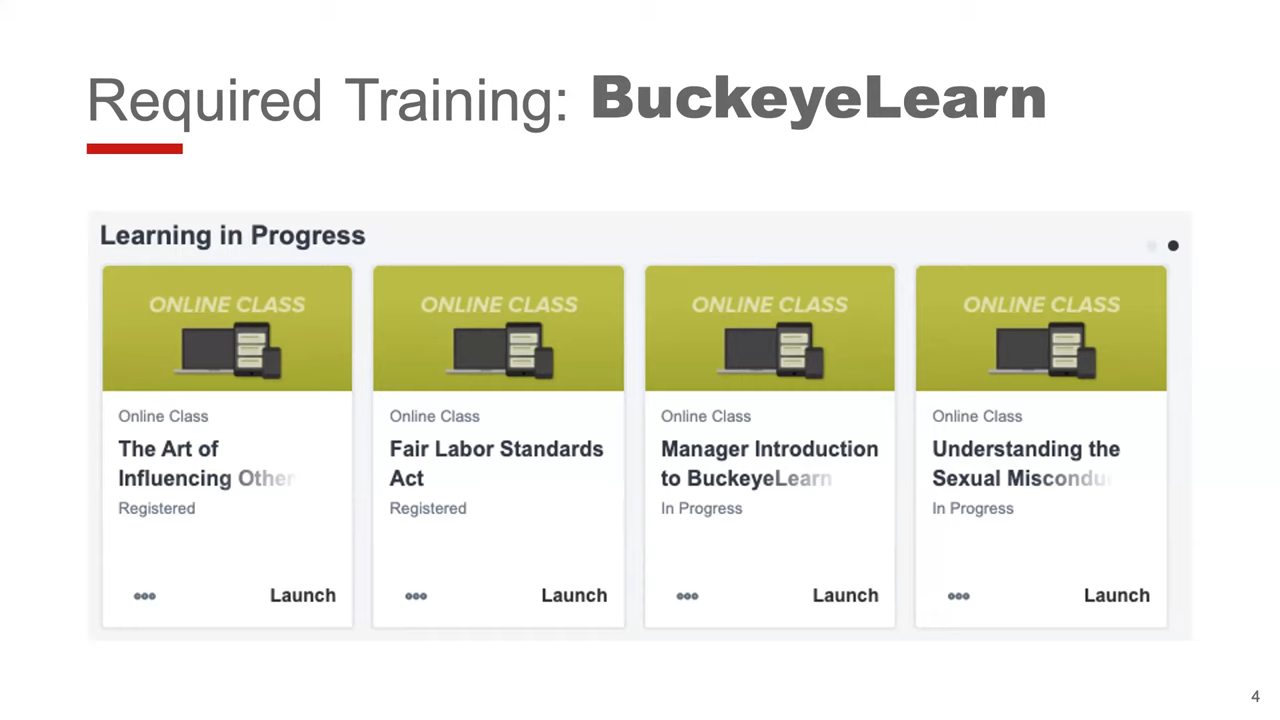 Required Training: BuckeyeLearn
Learning in Progress
ONLINE CLASS
ONLINE CLASS
ONLINE CLASS
ONLINE CLASS
Online Class
The Art of
Influencing Other
Registered
Launch
Online Class
Fair Labor Standards
Act
Registered
Launch
Online Class
Manager Introduction
to BuckeyeLearn
In Progress
Launch
Online Class
Understanding the
Sexual Miscondu
In Progress
Launch
4